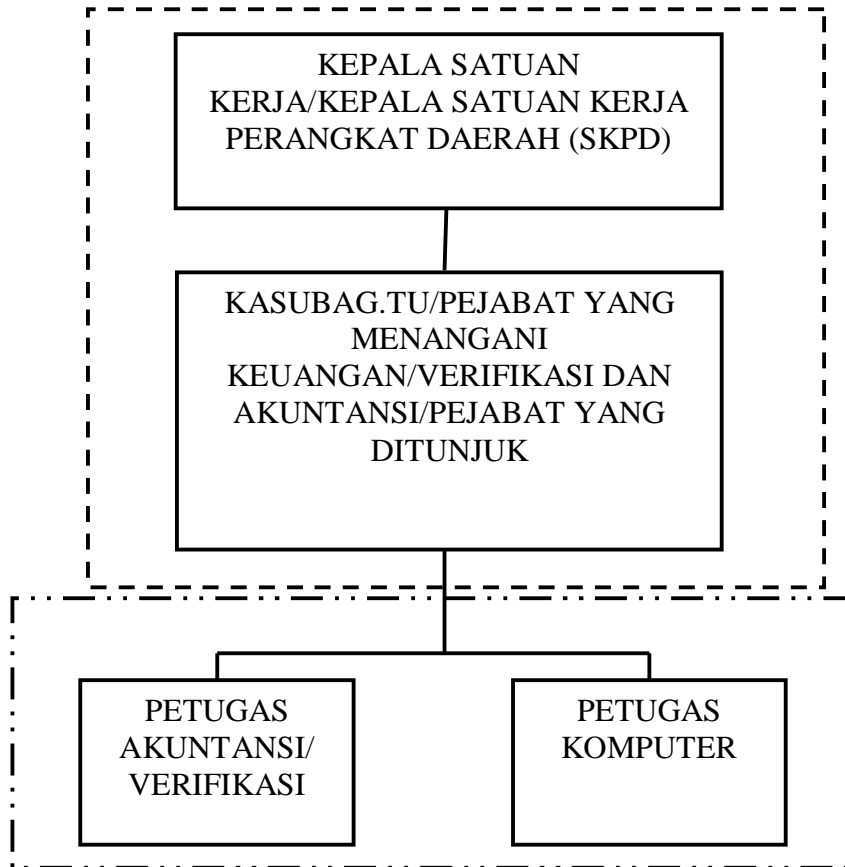 KEPALA SATUAN
KERJA/KEPALA SATUAN KERJA
PERANGKAT DAERAH (SKPD)
KASUBAG.TU/PEJABAT YANG
MENANGANI
KEUANGAN/VERIFIKASI DAN
AKUNTANSI/PEJABAT YANG
DITUNJUK
PETUGAS
AKUNTANSI/
VERIFIKASI
PETUGAS
KOMPUTER